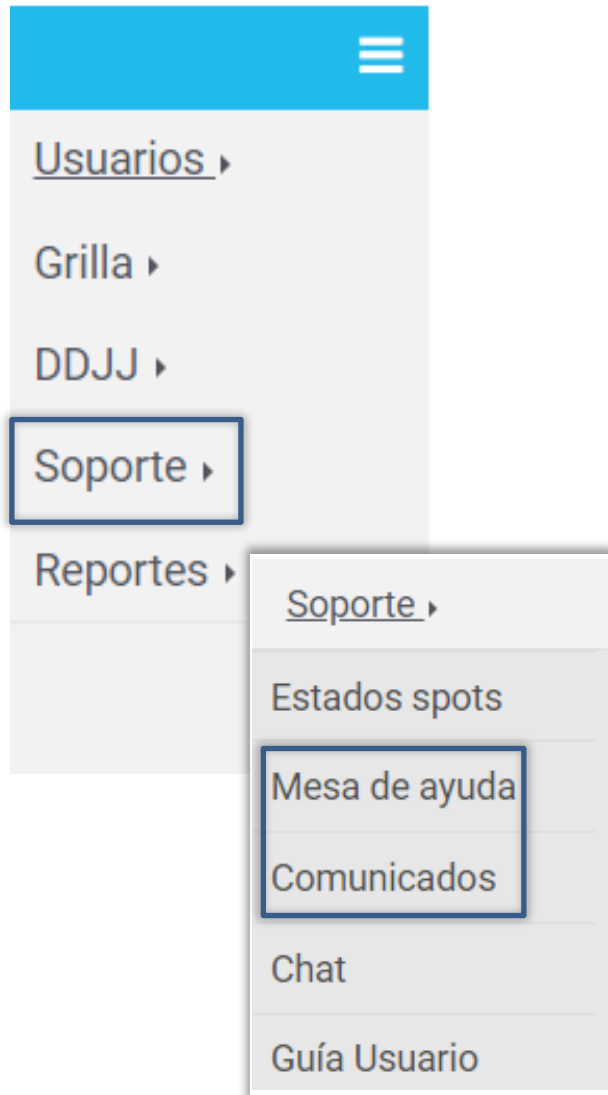 Usuarios
Grilla
DDJJ
Soporte
Reportes
Soporte
Estados spots
Mesa de ayuda
Comunicados
Chat
Guía Usuario